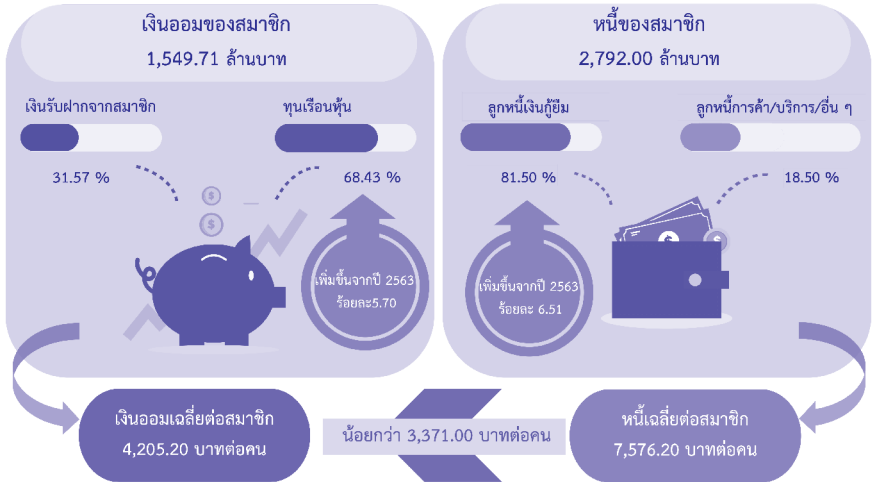 เงินออมของสมาชิก
1,549.71 ล้านบาท
เงินรับฝากจากสมาชิก
ทุนเรือนหุ้น
31.57 %
68.43 %
เพิ่มขึ้นจากปี 2563
ร้อยละ5.70
หนี้ของสมาชิก
2,792.00 ล้านบาท
ลูกหนี้เงินกู้ยืม
ลูกหนี้การค้า/บริการ/อื่น ๆ
81.50 %
18.50 %
เพิ่มขึ้นจากปี 2563
ร้อยละ 6.51
เงินออมเฉลี่ยต่อสมาชิก
4,205.20 บาทต่อคน
น้อยกว่า 3,371.00 บาทต่อคน
หนี้เฉลี่ยต่อสมาชิก
7,576.20 บาทต่อคน